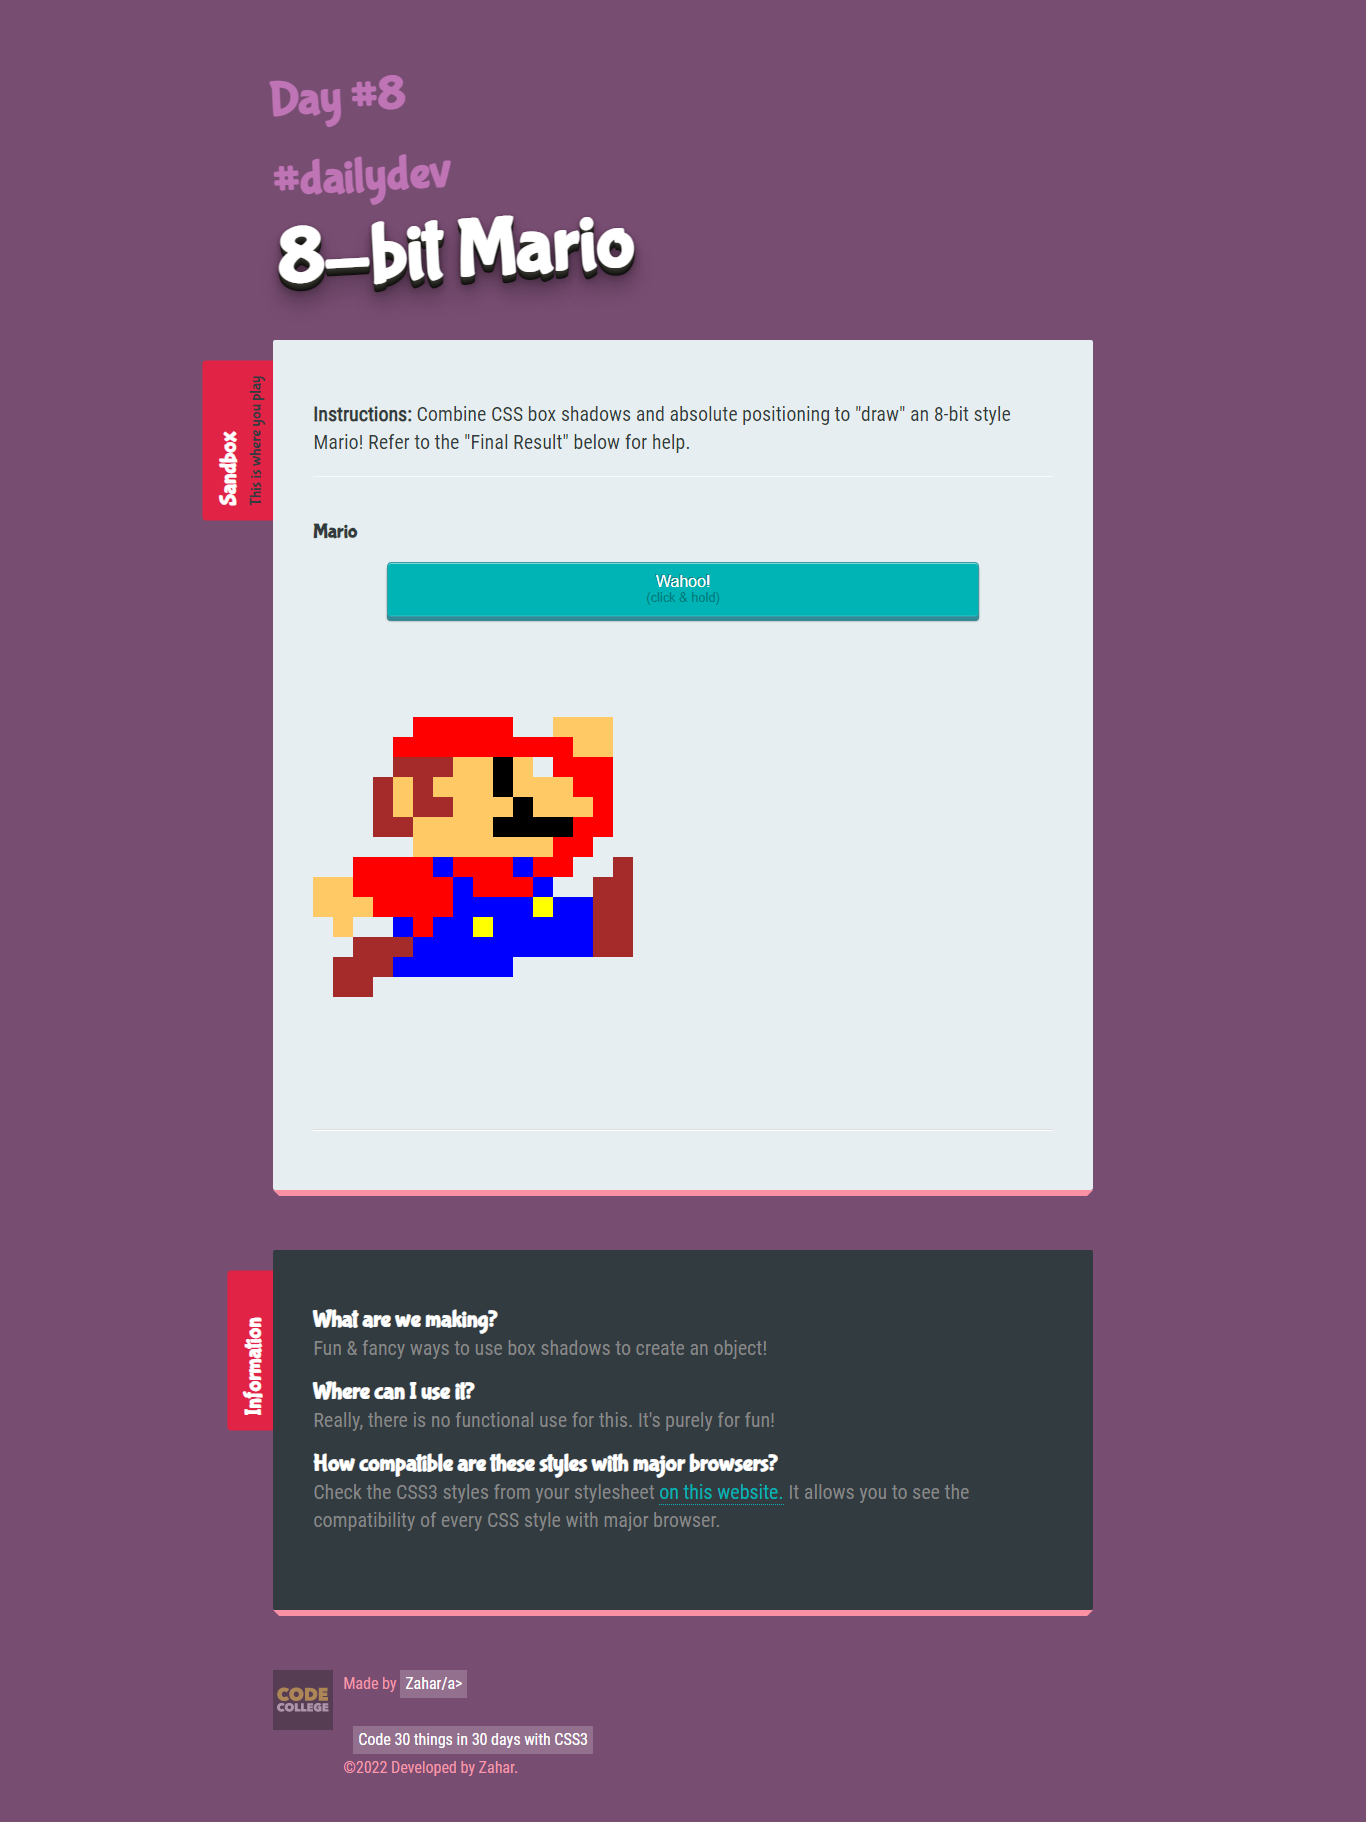 Day #8
#dailydev
8-bit Mario
Sandbox
This is where you play
Instructions: Combine CSS box shadows and absolute positioning to "draw" an 8-bit style
Mario! Refer to the "Final Result" below for help.
Mario
Wahoo!
(click & hold)
Information
What are we making?
Fun & fancy ways to use box shadows to create an object!
Where can I use it?
Really, there is no functional use for this. It's purely for fun!
How compatible are these styles with major browsers?
Check the CSS3 styles from your stylesheet on this website. It allows you to see the
compatibility of every CSS style with major browser.
CODE
COLLEGE
Made by Zahar/a>
Code 30 things in 30 days with CSS3
©2022 Developed by Zahar.